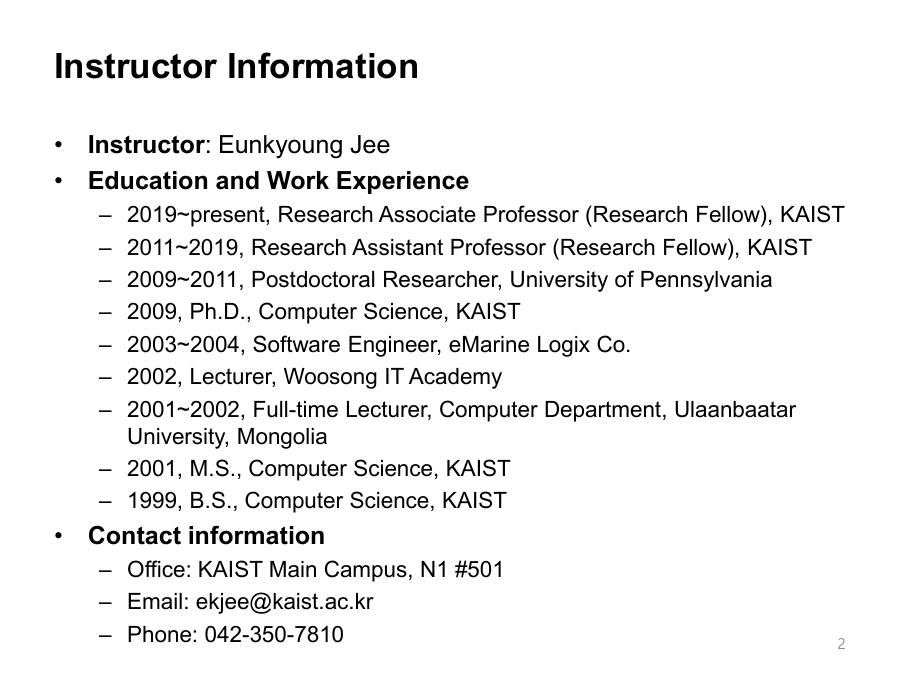 Instructor Information
• Instructor: Eunkyoung Jee
• Education and Work Experience
– 2019~present, Research Associate Professor (Research Fellow), KAIST
– 2011~2019, Research Assistant Professor (Research Fellow), KAIST
– 2009~2011, Postdoctoral Researcher, University of Pennsylvania
– 2009, Ph.D., Computer Science, KAIST
– 2003~2004, Software Engineer, eMarine Logix Co.
– 2002, Lecturer, Woosong IT Academy
– 2001~2002, Full-time Lecturer, Computer Department, Ulaanbaatar
University, Mongolia
– 2001, M.S., Computer Science, KAIST
– 1999, B.S., Computer Science, KAIST
• Contact information
– Office: KAIST Main Campus, N1 #501
– Email: ekjee@kaist.ac.kr
– Phone: 042-350-7810
2